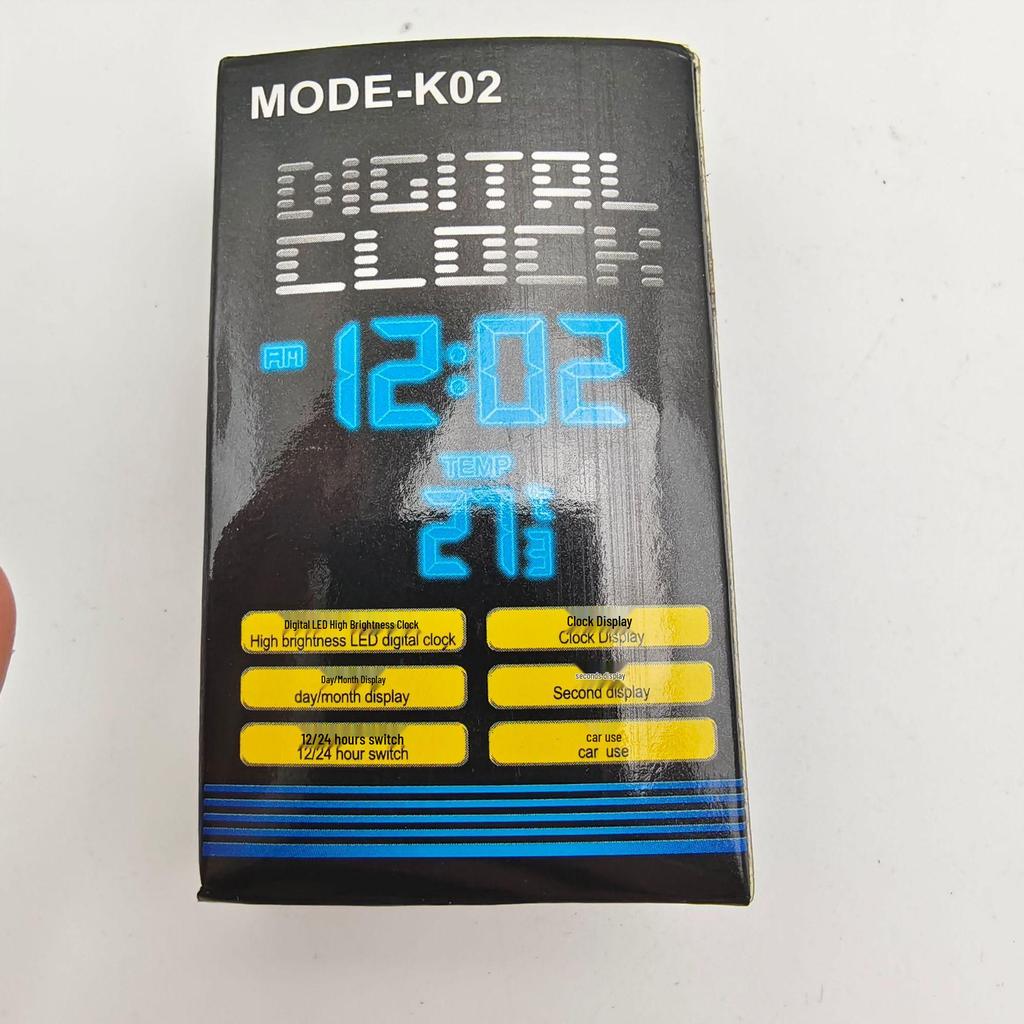 MODE-K02
DIGITAL
CLOCK
AM 12:02
TEMP
27
Digital LED High Brightness Clock
High brightness LED digital clock
Clock Display
Clock Display
Day/Month Display
day/month display
seconds display
Second display
12/24 hours switch
12/24 hour switch
car use
car use